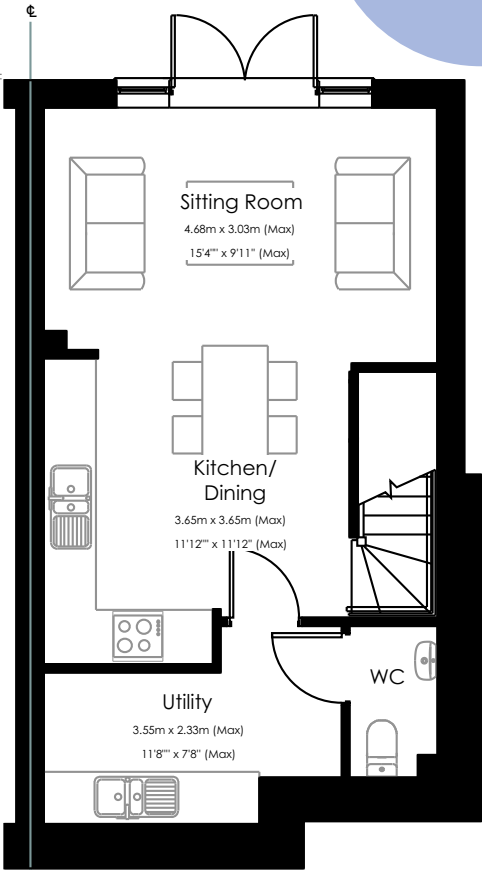 ℄
Sitting Room
4.68m x 3.03m (Max)
15'4"" x 9'11" (Max)
Kitchen/
Dining
3.65m x 3.65m (Max)
11'12"" x 11'12" (Max)
WC
Utility
3.55m x 2.33m (Max)
11'8"" x 7'8" (Max)